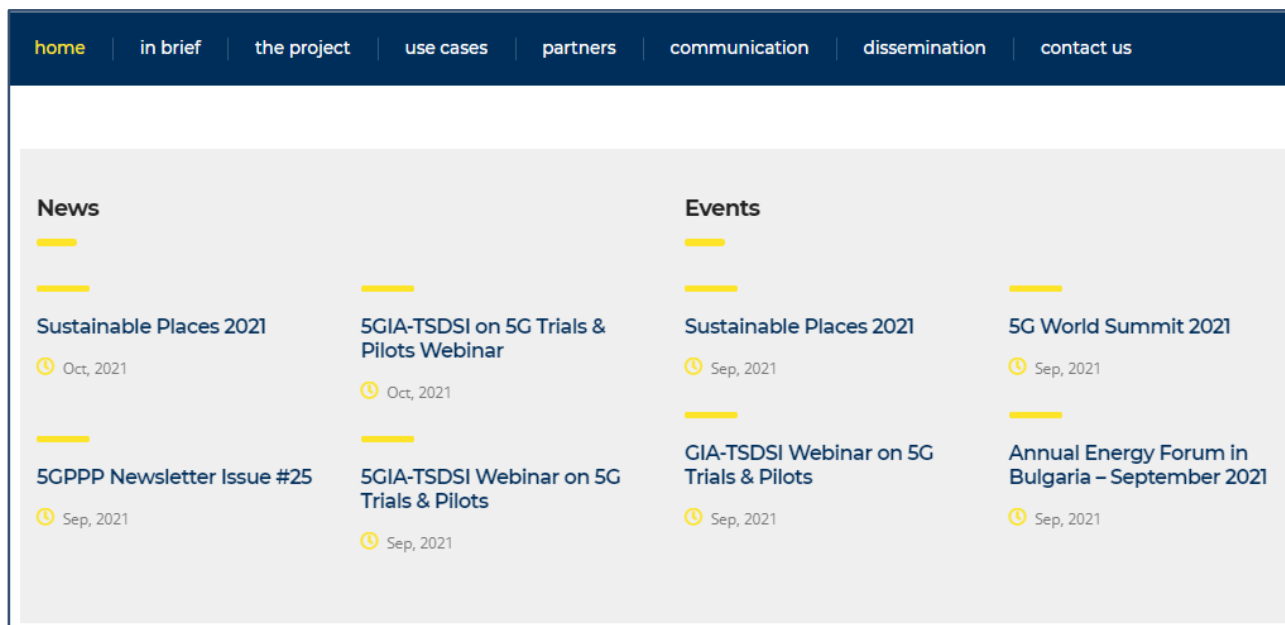 home in brief the project use cases partners communication dissemination contact us
News
Sustainable Places 2021
Oct, 2021
5GIA-TSDSI on 5G Trials &
Pilots Webinar
Oct, 2021
5GPPP Newsletter Issue #25
Sep, 2021
5GIA-TSDSI Webinar on 5G
Trials & Pilots
Sep, 2021
Events
Sustainable Places 2021
Sep, 2021
5G World Summit 2021
Sep, 2021
GIA-TSDSI Webinar on 5G
Trials & Pilots
Sep, 2021
Annual Energy Forum in
Bulgaria – September 2021
Sep, 2021